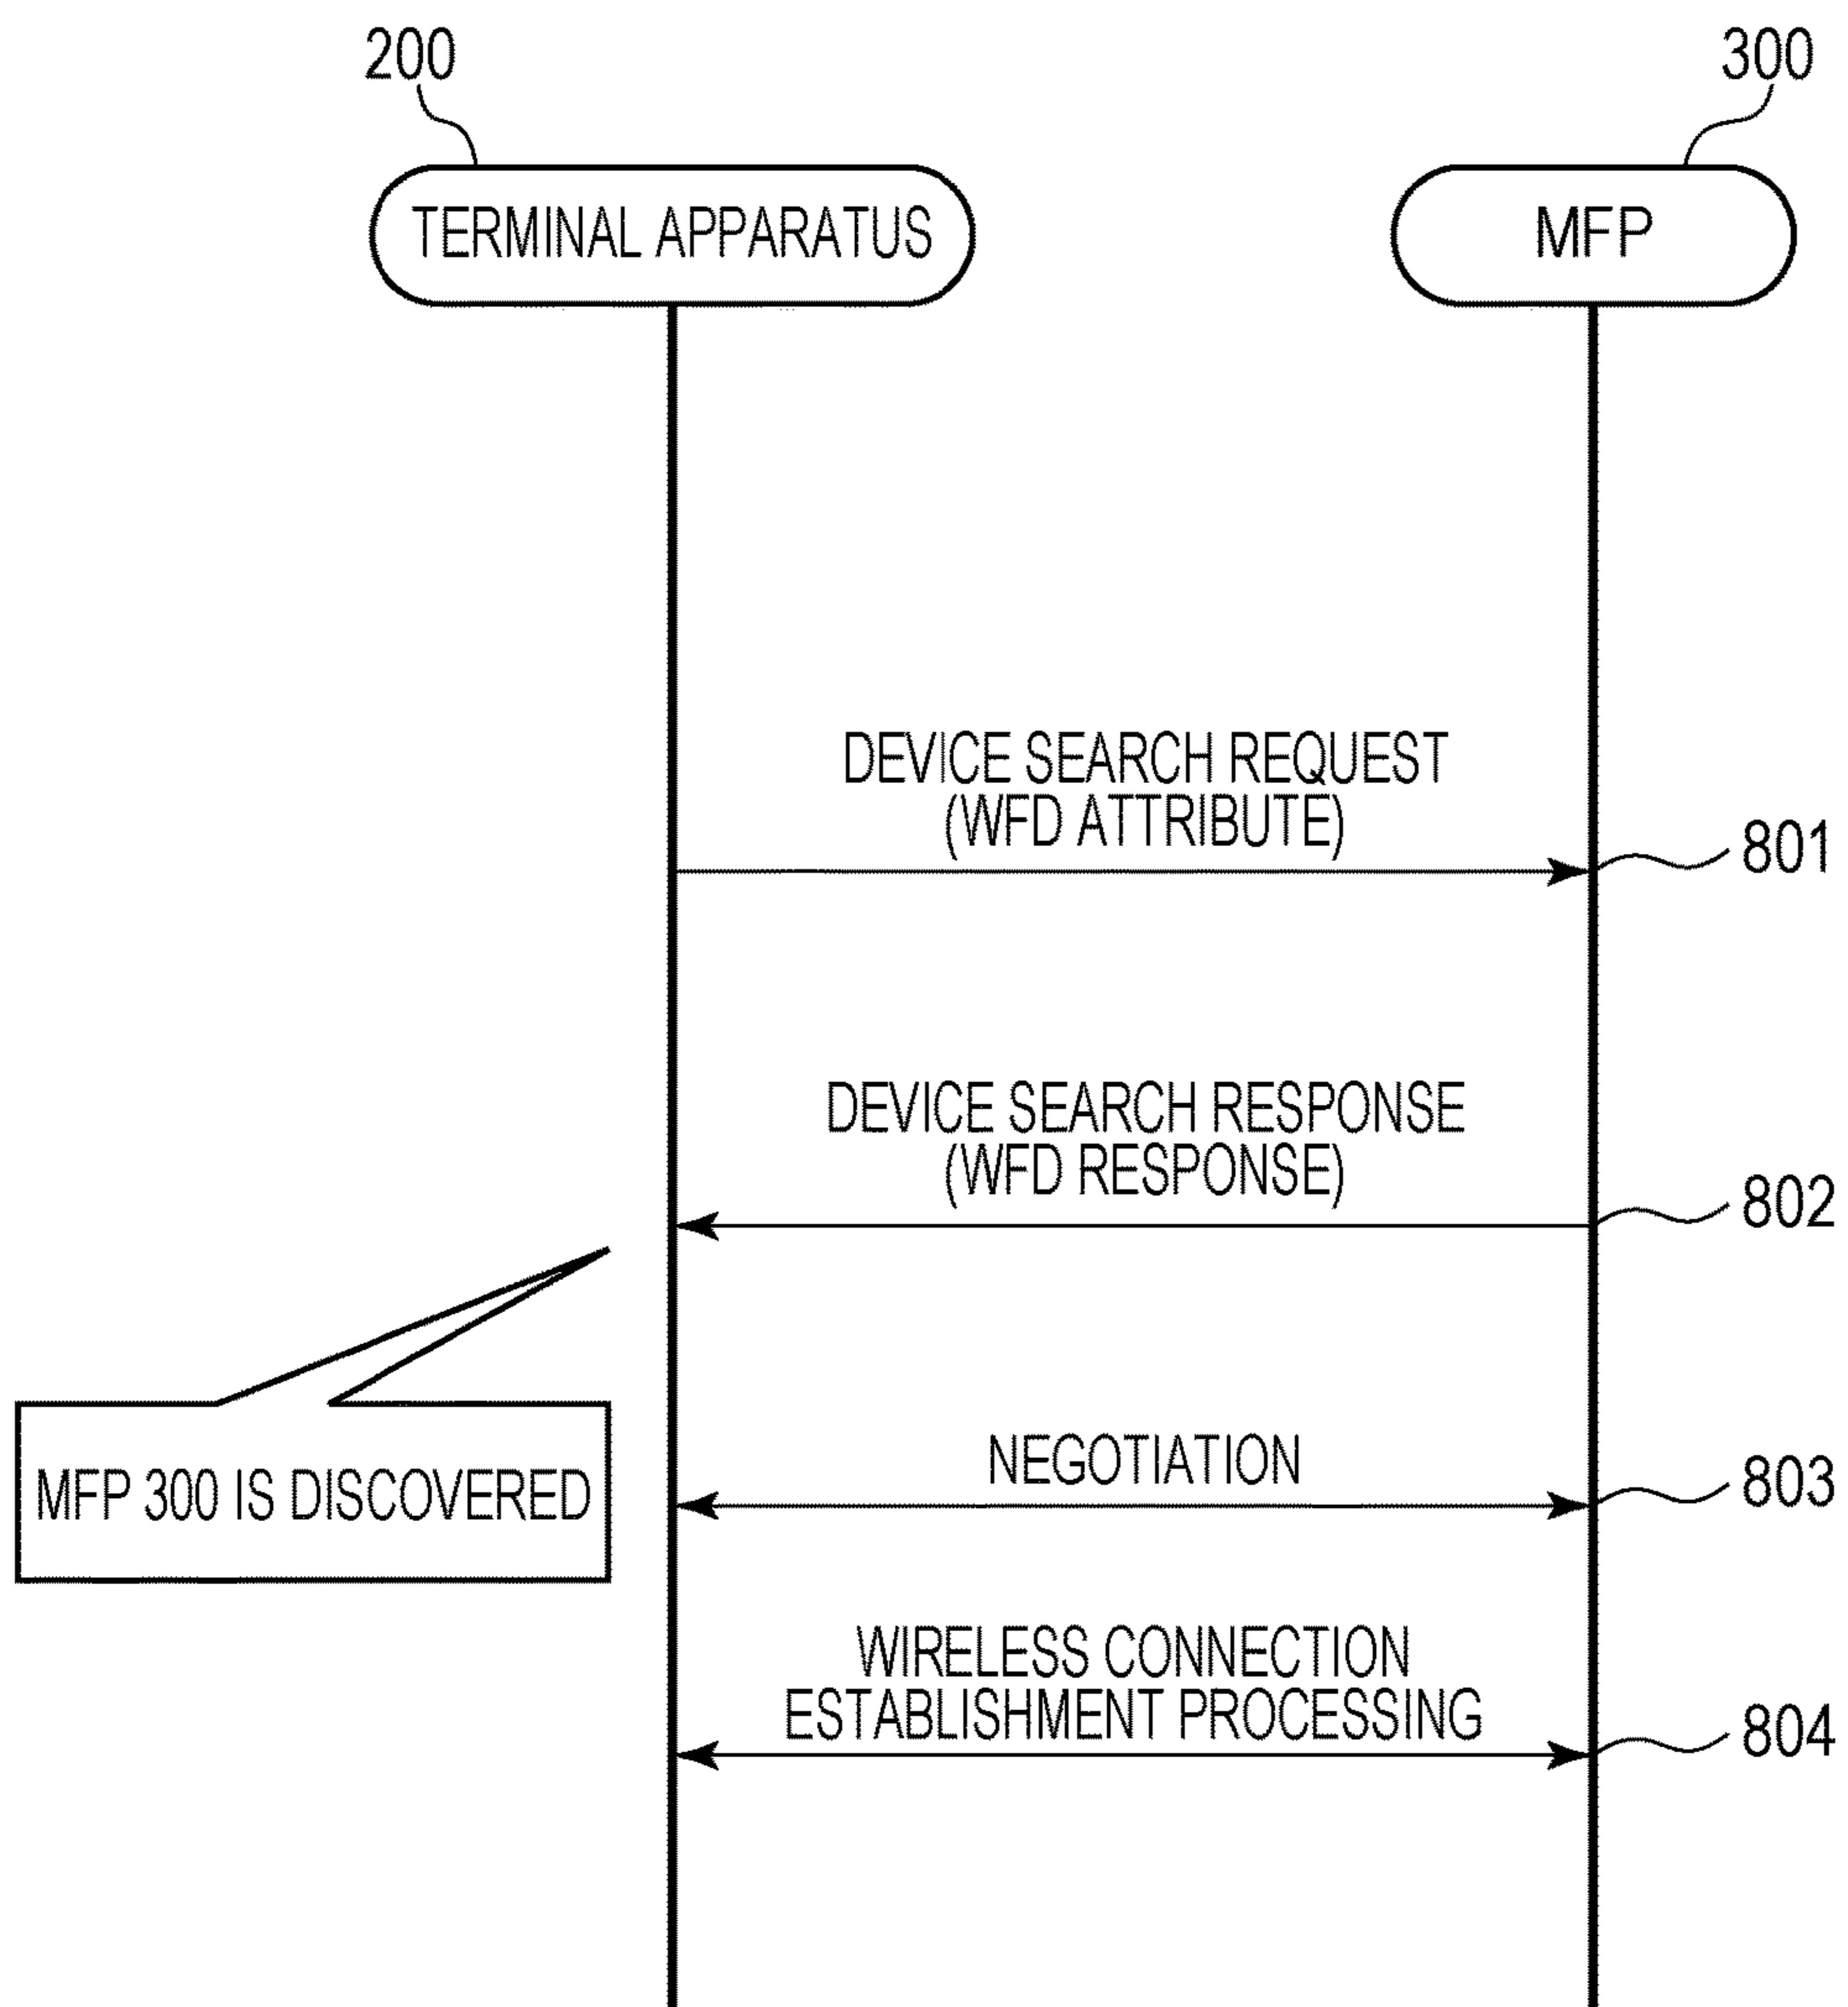 200
300
TERMINAL APPARATUS
MFP
DEVICE SEARCH REQUEST
(WFD ATTRIBUTE)
801
DEVICE SEARCH RESPONSE
(WFD RESPONSE)
802
MFP 300 IS DISCOVERED
NEGOTIATION
803
WIRELESS CONNECTION
ESTABLISHMENT PROCESSING
804